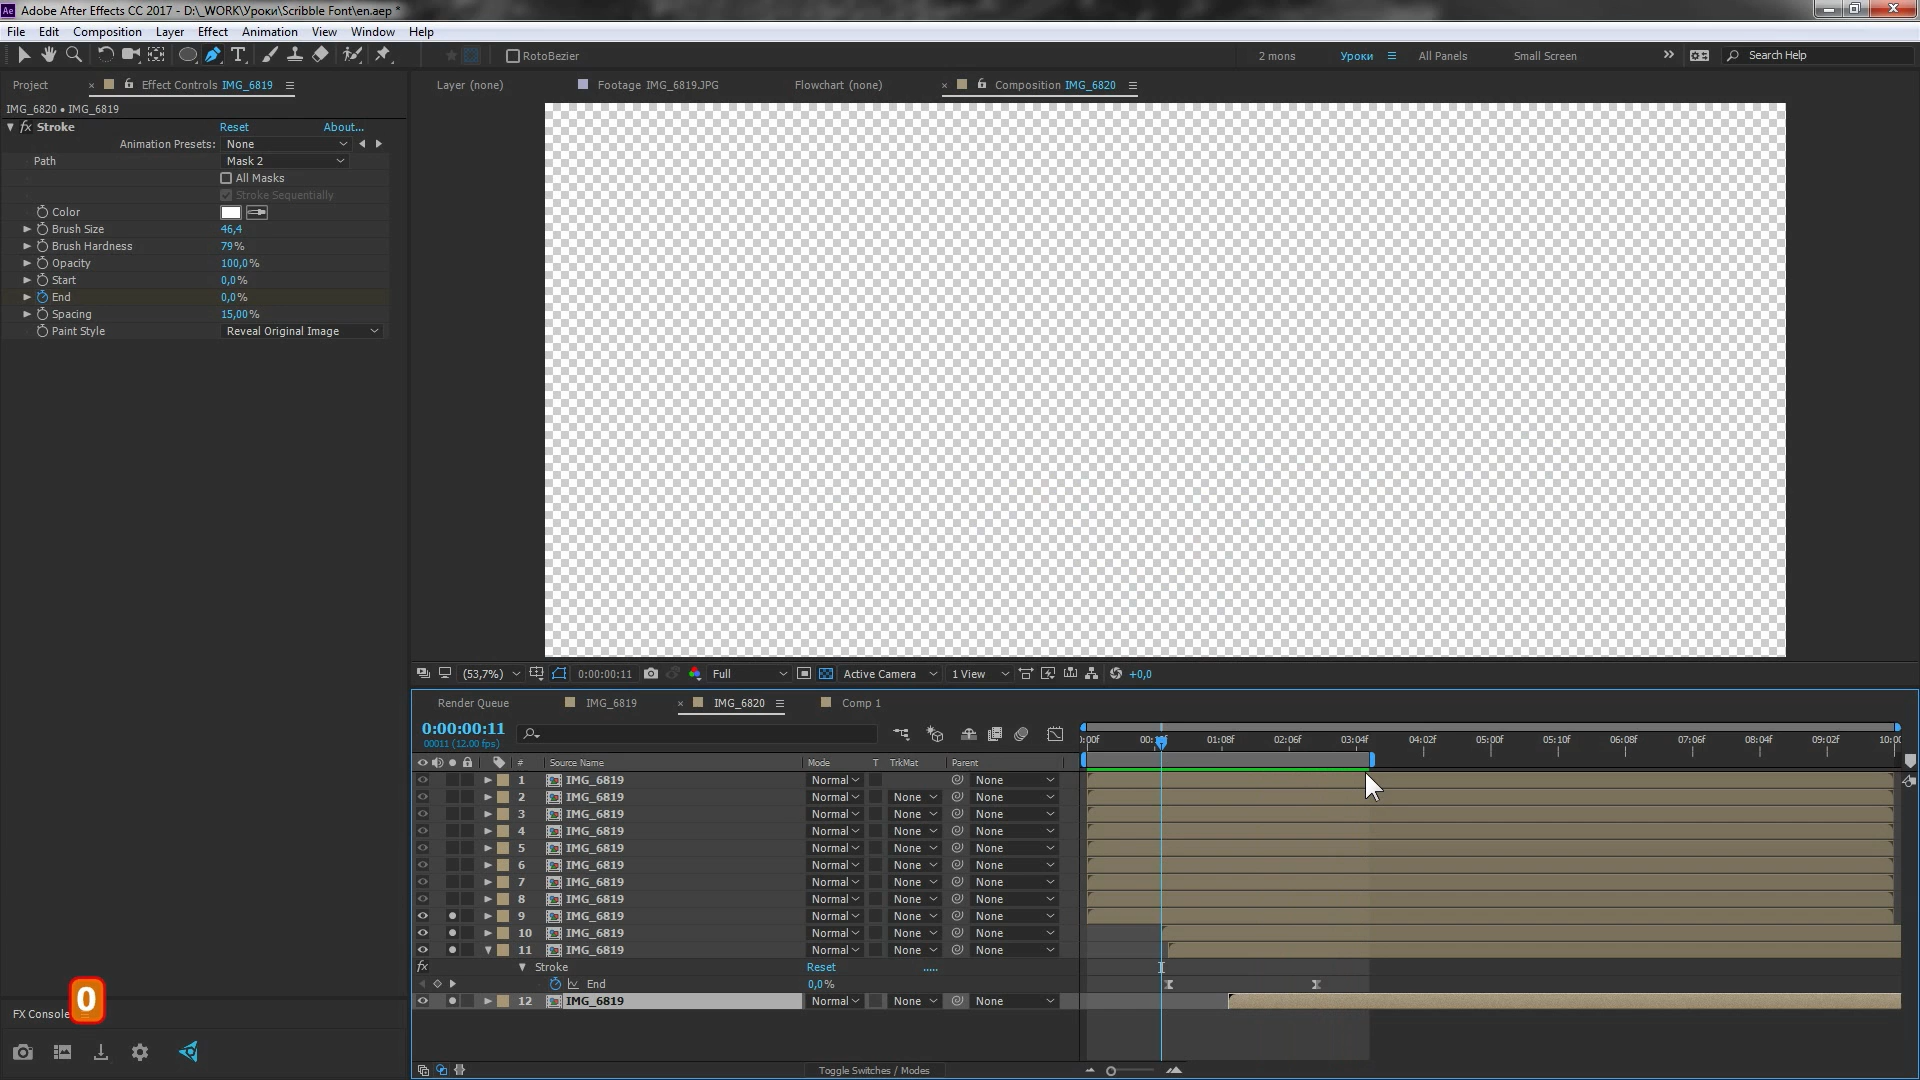 Ae Adobe After Effects CC 2017 - D:\_WORK\Уроки\Scribble Font\en.aep *
File Edit Composition Layer Effect Animation View Window Help
RotoBezier 2 mons Уроки All Panels Small Screen Search Help
Project Effect Controls IMG_6819 Layer (none) Footage IMG_6819.JPG Flowchart (none) Composition IMG_6820
IMG_6820 • IMG_6819
fx Stroke Reset About...
Animation Presets: None
Path Mask 2
All Masks
Stroke Sequentially
Color
Brush Size 46,4
Brush Hardness 79%
Opacity 100,0%
Start 0,0%
End 0,0%
Spacing 15,00%
Paint Style Reveal Original Image
(53,7%) 0:00:00:11 Full Active Camera 1 View +0,0
Render Queue IMG_6819 IMG_6820 Comp 1
0:00:00:11
00011 (12.00 fps)
01:08f 02:06f 03:04f 04:02f 05:00f 05:10f 06:08f 07:06f 08:04f 09:02f
# Source Name Mode T TrkMat Parent
1 IMG_6819 Normal None
2 IMG_6819 Normal None None
3 IMG_6819 Normal None None
4 IMG_6819 Normal None None
5 IMG_6819 Normal None None
6 IMG_6819 Normal None None
7 IMG_6819 Normal None None
8 IMG_6819 Normal None None
9 IMG_6819 Normal None None
10 IMG_6819 Normal None None
11 IMG_6819 Normal None None
fx Stroke Reset .....
End 0,0%
12 IMG_6819 Normal None None
0
FX Console
Toggle Switches / Modes